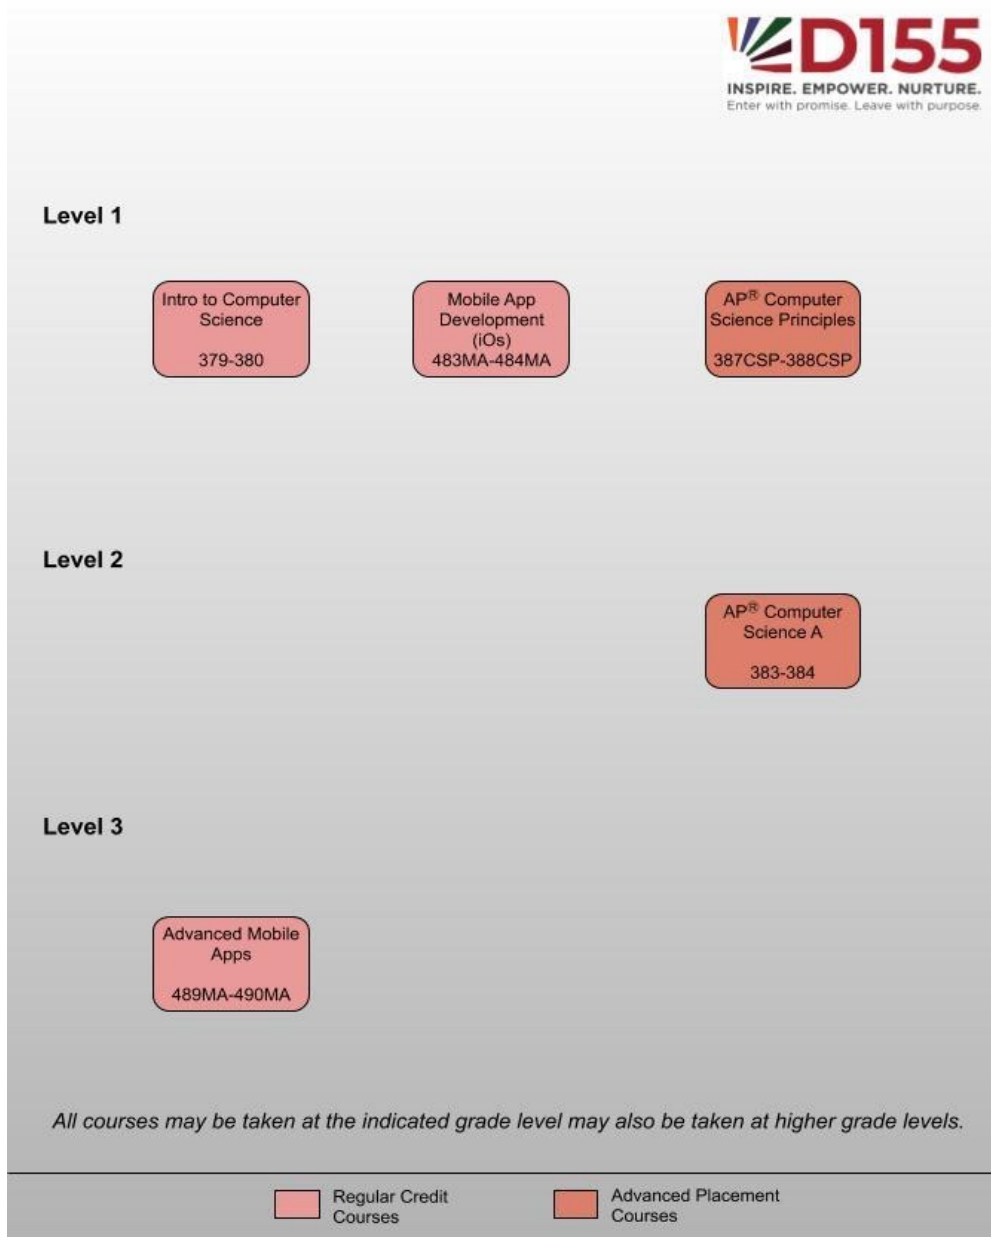 D155
INSPIRE. EMPOWER. NURTURE.
Enter with promise. Leave with purpose.
Level 1
Intro to Computer
Science
379-380
Mobile App
Development
(iOs)
483MA-484MA
AP® Computer
Science Principles
387CSP-388CSP
Level 2
AP® Computer
Science A
383-384
Level 3
Advanced Mobile
Apps
489MA-490MA
All courses may be taken at the indicated grade level may also be taken at higher grade levels.
Regular Credit
Courses
Advanced Placement
Courses